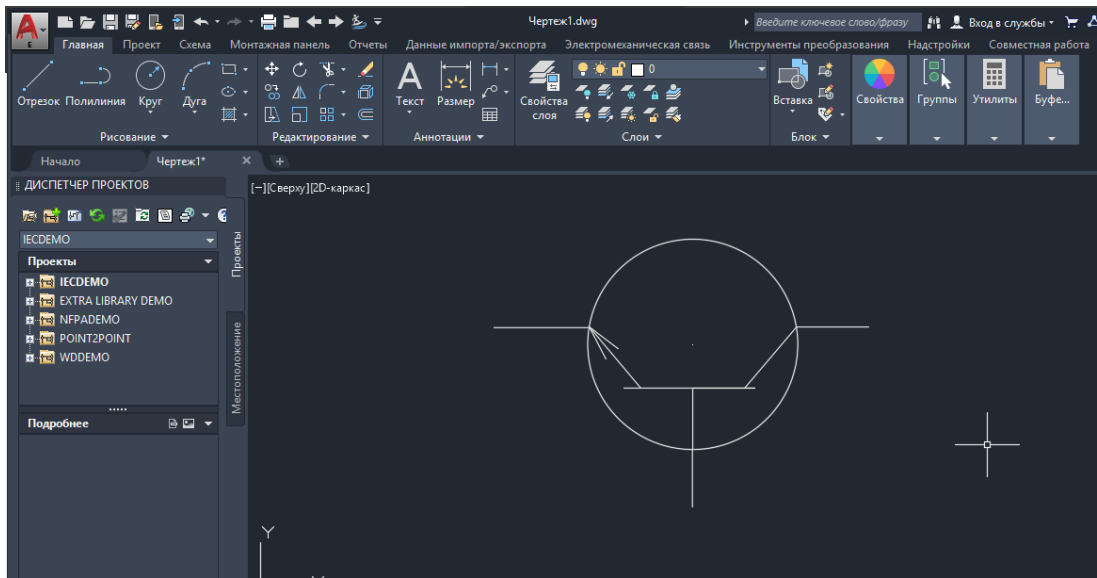 A
E
Чертеж1.dwg
Введите ключевое слово/фразу
Вход в службы
Главная Проект Схема Монтажная панель Отчеты Данные импорта/экспорта Электромеханическая связь Инструменты преобразования Надстройки Совместная работа
0
Отрезок Полилиния Круг Дуга
A
Текст Размер
Свойства
слоя
Вставка
Свойства Группы Утилиты Буфе...
Рисование Редактирование Аннотации Слои Блок
Начало Чертеж1* +
ДИСПЕТЧЕР ПРОЕКТОВ
[−][Сверху][2D-каркас]
IECDEMO
Проекты
Проекты
IECDEMO
EXTRA LIBRARY DEMO
NFPADEMO
POINT2POINT
WDDEMO
Местоположение
Подробнее
Y